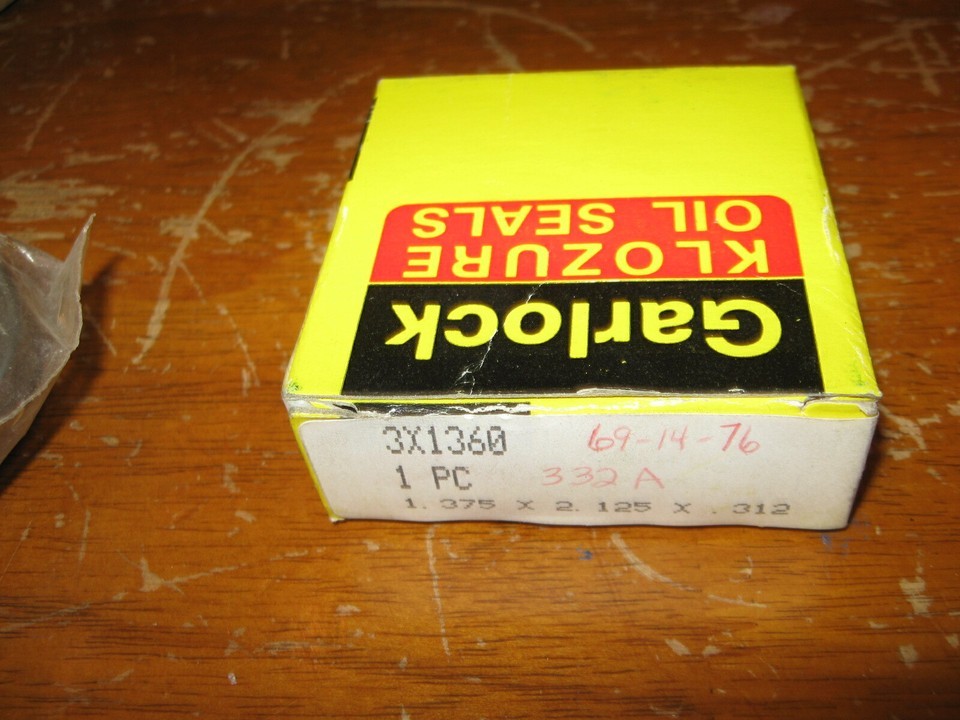 Garlock
KLOZURE
OIL SEALS
3X1360 69-14-76
1 PC 332A
1.375 X 2.125 X .312